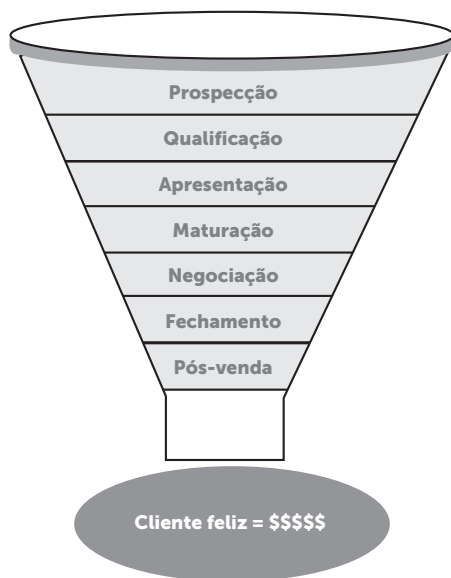 Prospecção
Qualificação
Apresentação
Maturação
Negociação
Fechamento
Pós-venda
Cliente feliz = $$$$$